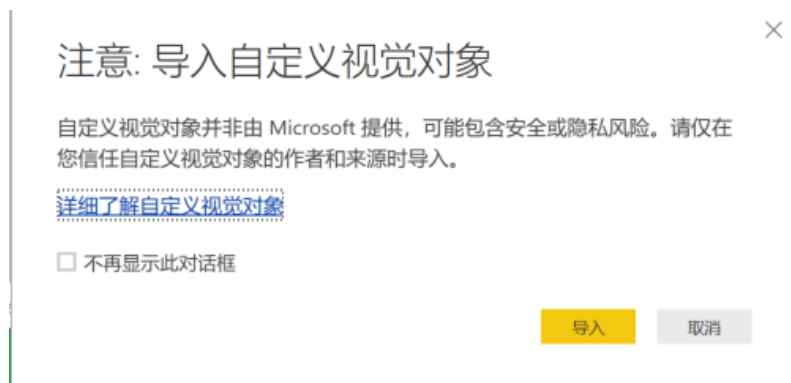 注意: 导入自定义视觉对象
自定义视觉对象并非由 Microsoft 提供，可能包含安全或隐私风险。请仅在
您信任自定义视觉对象的作者和来源时导入。
详细了解自定义视觉对象
不再显示此对话框
导入 取消